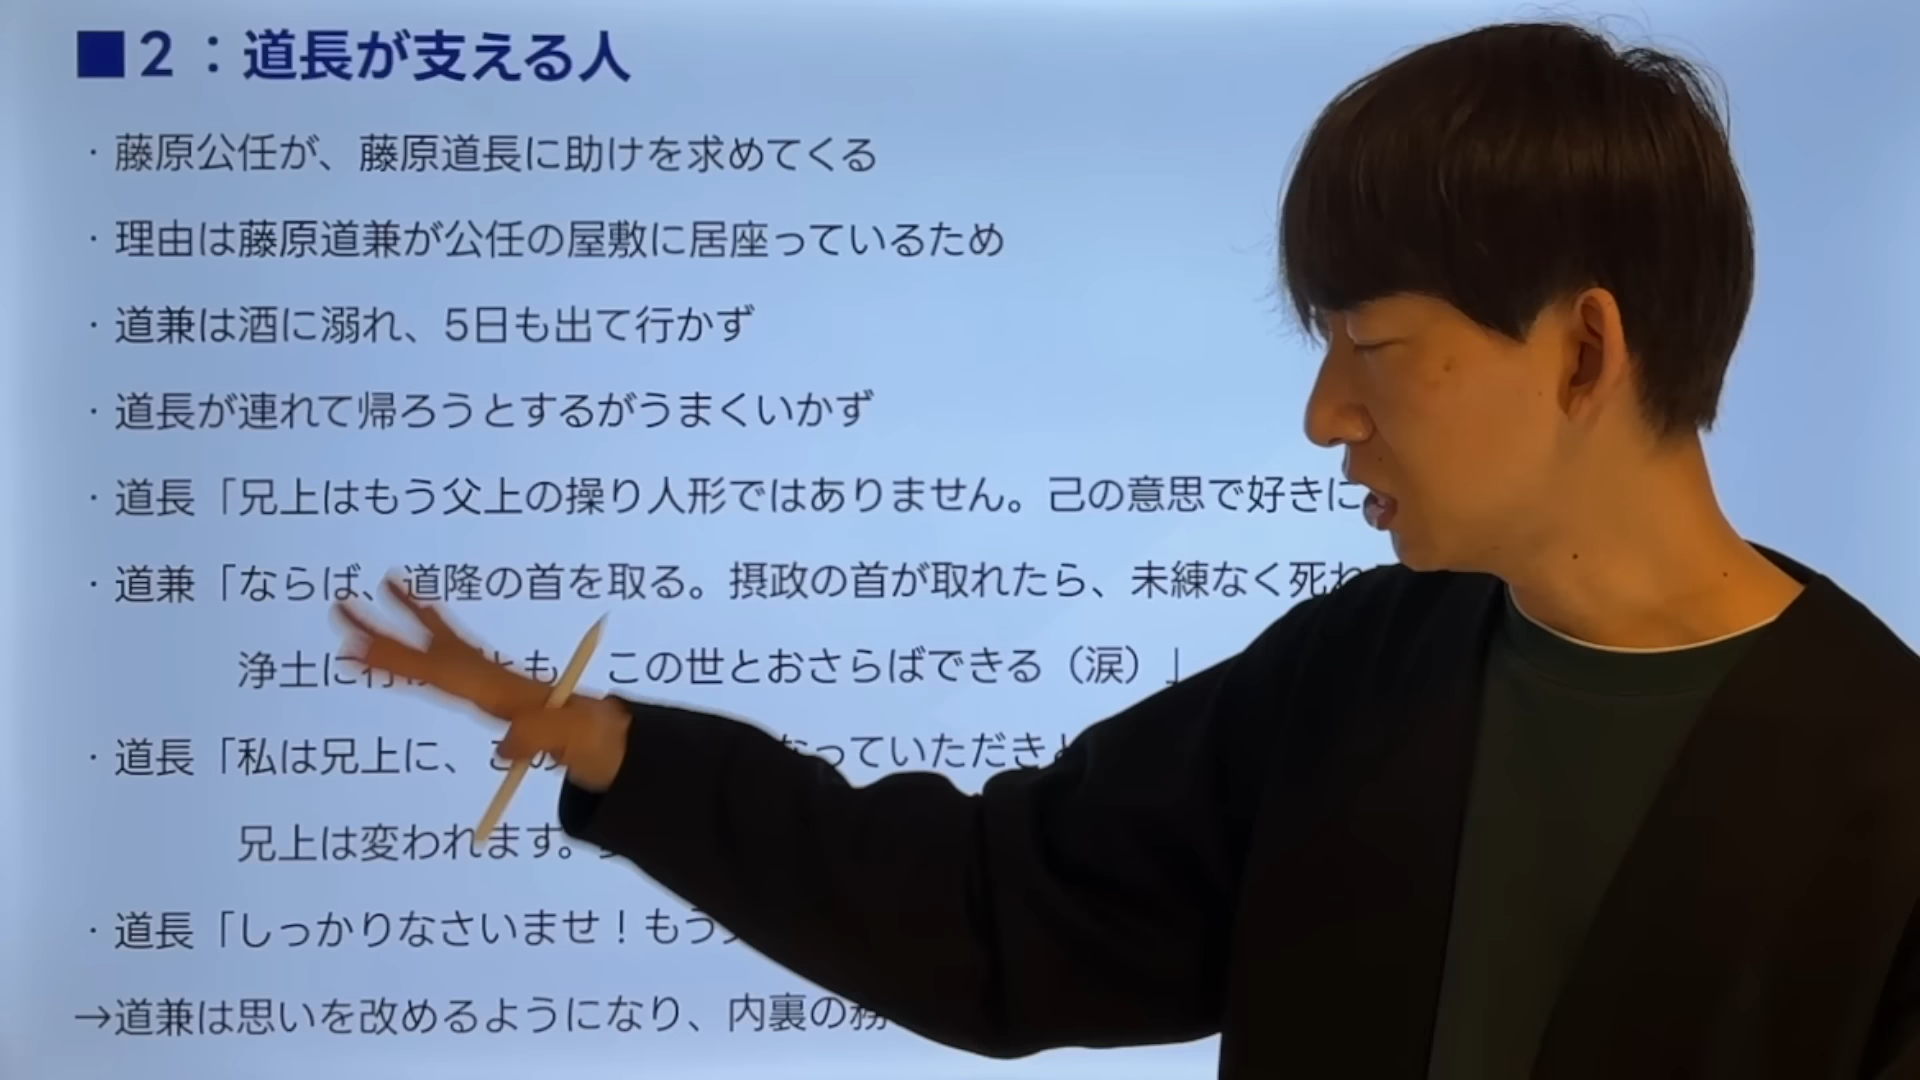 ■2：道長が支える人
・藤原公任が、藤原道長に助けを求めてくる
・理由は藤原道兼が公任の屋敷に居座っているため
・道兼は酒に溺れ、5日も出て行かず
・道長が連れて帰ろうとするがうまくいかず
・道長「兄上はもう父上の操り人形ではありません。己の意思で好きに
・道兼「ならば、道隆の首を取る。摂政の首が取れたら、未練なく死
浄土に とも この世とおさらばできる（涙）」
・道長「私は兄上に、この っていただき
兄上は変われます。
・道長「しっかりなさいませ！もう
→道兼は思いを改めるようになり、内裏の